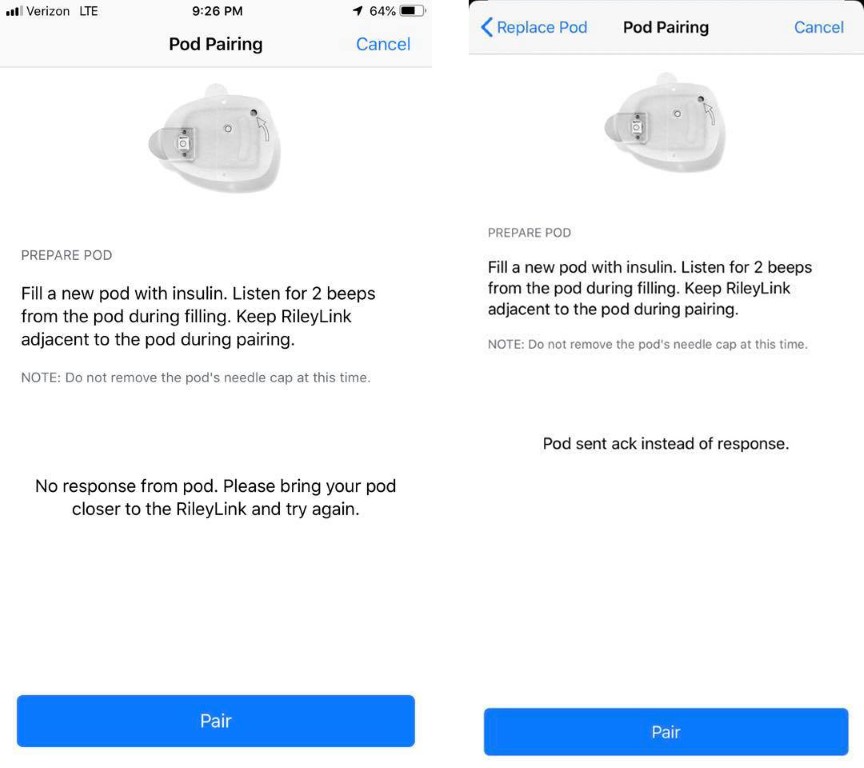 Verizon LTE 9:26 PM 64%
Pod Pairing Cancel
PREPARE POD
Fill a new pod with insulin. Listen for 2 beeps
from the pod during filling. Keep RileyLink
adjacent to the pod during pairing.
NOTE: Do not remove the pod's needle cap at this time.
No response from pod. Please bring your pod
closer to the RileyLink and try again.
Pair
Replace Pod Pod Pairing Cancel
PREPARE POD
Fill a new pod with insulin. Listen for 2 beeps
from the pod during filling. Keep RileyLink
adjacent to the pod during pairing.
NOTE: Do not remove the pod's needle cap at this time.
Pod sent ack instead of response.
Pair